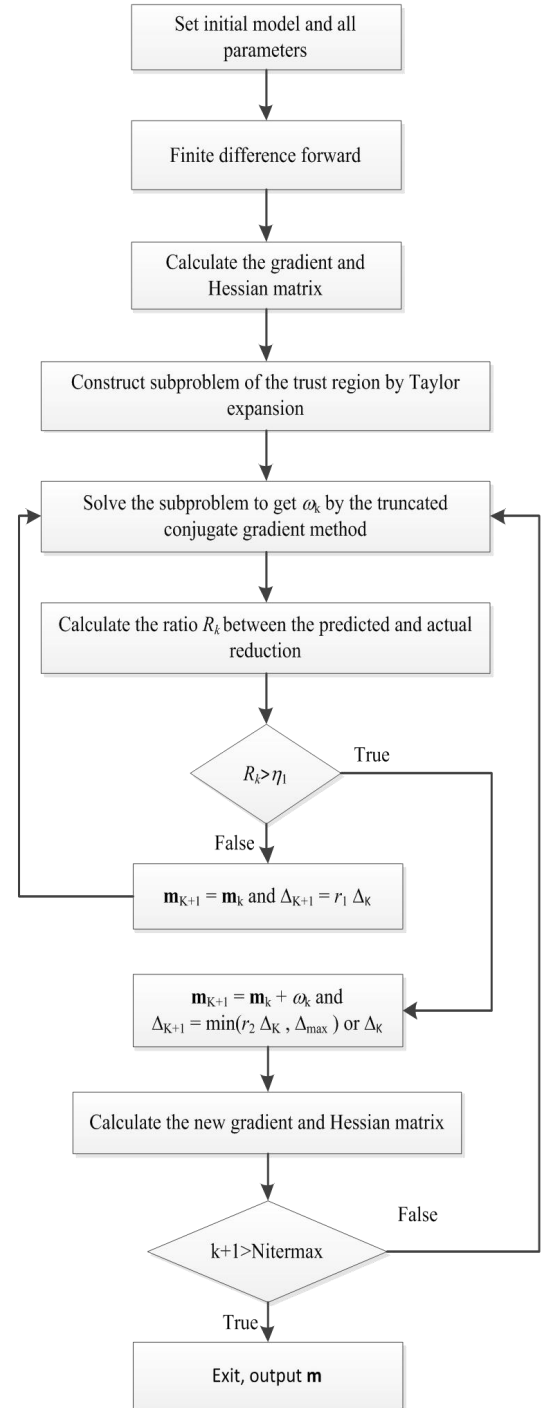 Set initial model and all
parameters
Finite difference forward
Calculate the gradient and
Hessian matrix
Construct subproblem of the trust region by Taylor
expansion
Solve the subproblem to get ωk by the truncated
conjugate gradient method
Calculate the ratio Rk between the predicted and actual
reduction
Rk>η1
True
False
mK+1 = mk and ΔK+1 = r1 ΔK
mK+1 = mk + ωk and
ΔK+1 = min(r2 ΔK , Δmax ) or ΔK
Calculate the new gradient and Hessian matrix
k+1>Nitermax
False
True
Exit, output m